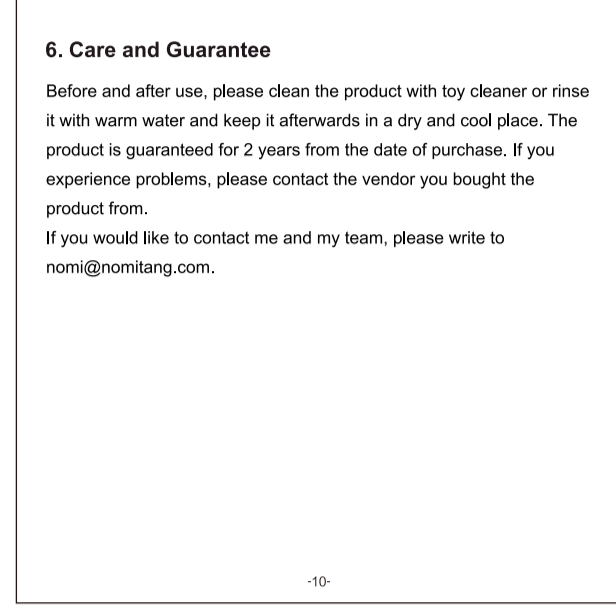 6. Care and Guarantee
Before and after use, please clean the product with toy cleaner or rinse
it with warm water and keep it afterwards in a dry and cool place. The
product is guaranteed for 2 years from the date of purchase. If you
experience problems, please contact the vendor you bought the
product from.
If you would like to contact me and my team, please write to
nomi@nomitang.com.
-10-